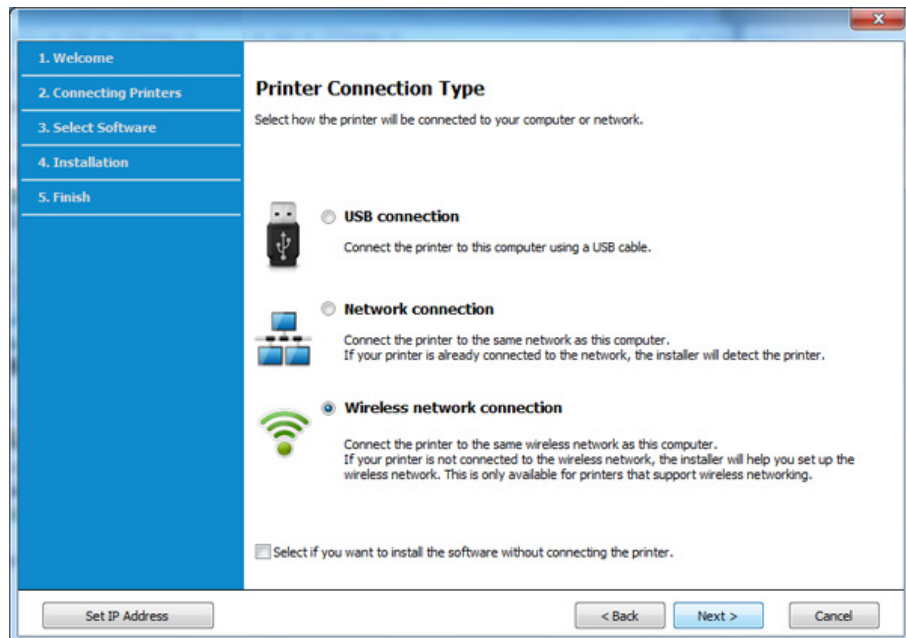 1. Welcome
2. Connecting Printers
3. Select Software
4. Installation
5. Finish
Printer Connection Type
Select how the printer will be connected to your computer or network.
USB connection
Connect the printer to this computer using a USB cable.
Network connection
Connect the printer to the same network as this computer.
If your printer is already connected to the network, the installer will detect the printer.
Wireless network connection
Connect the printer to the same wireless network as this computer.
If your printer is not connected to the wireless network, the installer will help you set up the
wireless network. This is only available for printers that support wireless networking.
Select if you want to install the software without connecting the printer.
Set IP Address
< Back
Next >
Cancel